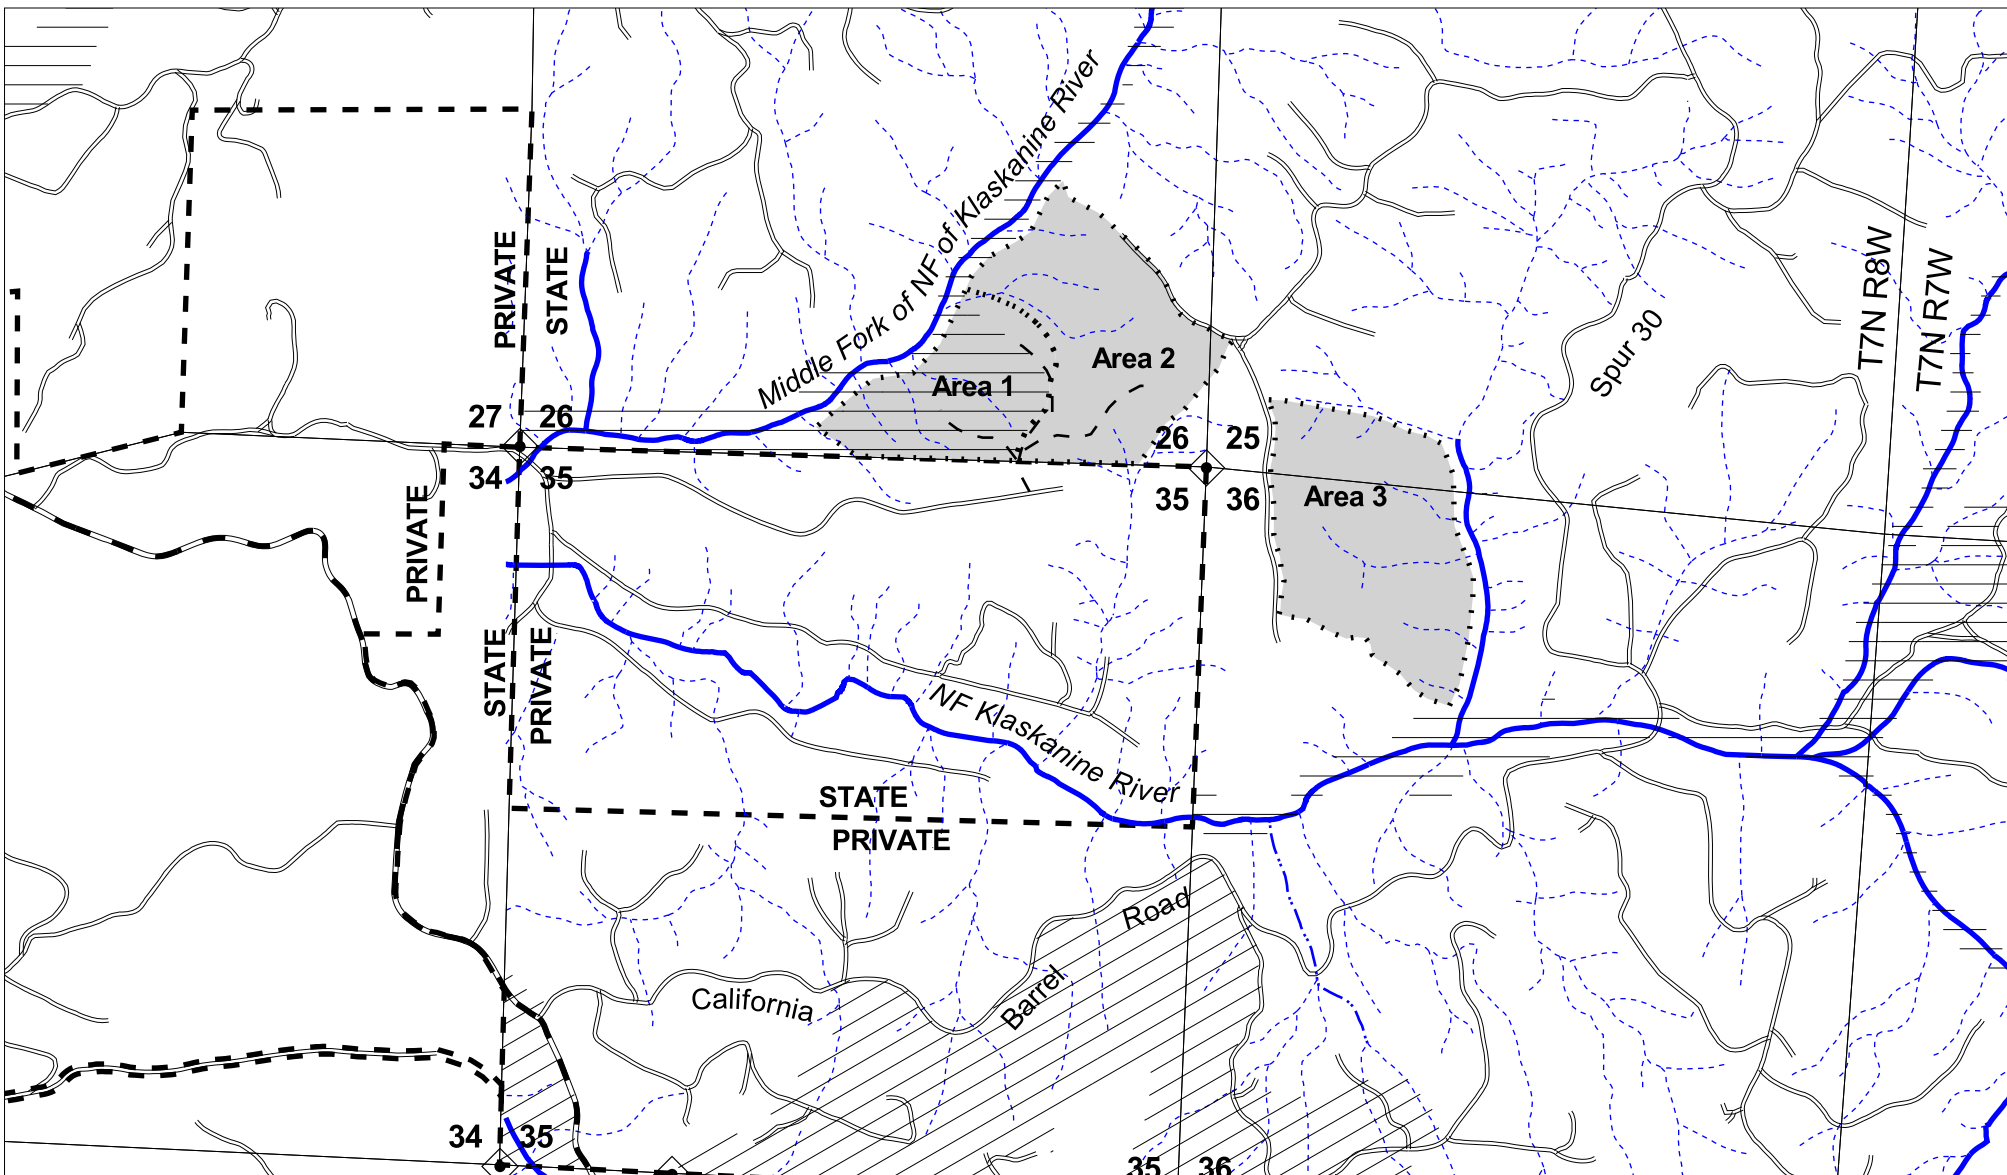 Middle Fork of NF of Klaskanine River
PRIVATE
STATE
T7N R8W
T7N R7W
Spur 30
Area 2
Area 1
27 26
34 35
26 25
35 36
Area 3
PRIVATE
STATE
PRIVATE
NF Klaskanine River
STATE
PRIVATE
Road
Barrel
California
34 35
35 36